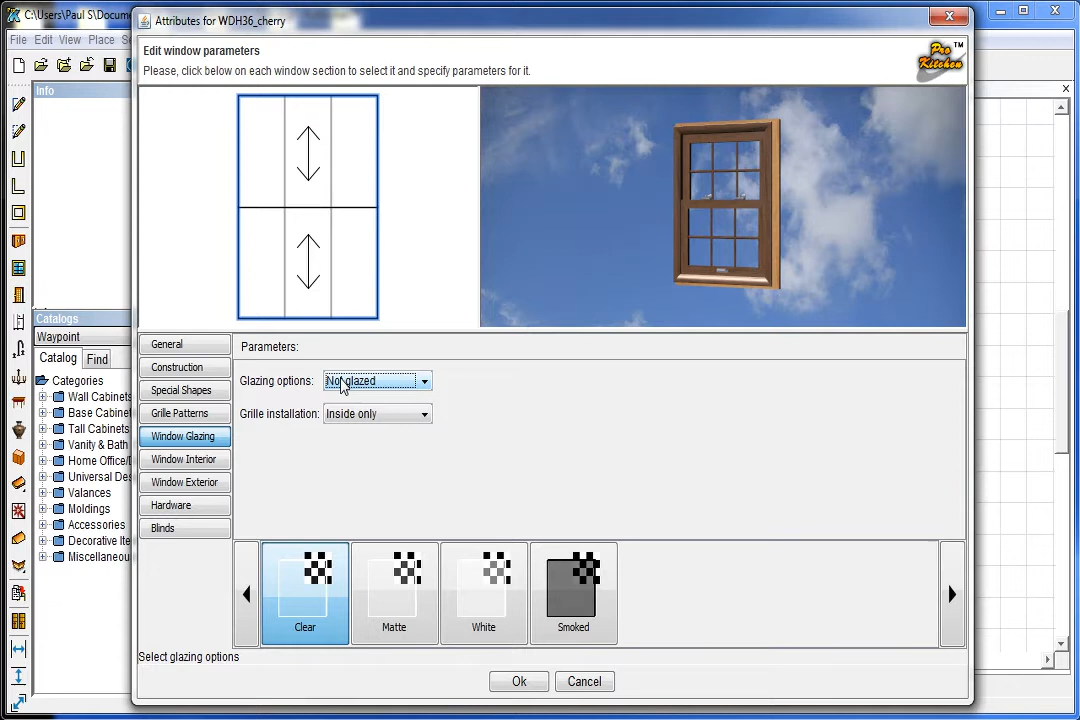 C:\Users\Paul S\Docume
Attributes for WDH36_cherry
File Edit View Place
Edit window parameters
Please, click below on each window section to select it and specify parameters for it.
Pro Kitchen™
Info
Catalogs
Waypoint
Catalog Find
Categories
Wall Cabinets
Base Cabinet
Tall Cabinets
Vanity & Bath
Home Office/
Universal Des
Valances
Moldings
Accessories
Decorative Ite
Miscellaneou
General
Construction
Special Shapes
Grille Patterns
Window Glazing
Window Interior
Window Exterior
Hardware
Blinds
Parameters:
Glazing options: Not glazed
Grille installation: Inside only
Clear Matte White Smoked
Select glazing options
Ok Cancel